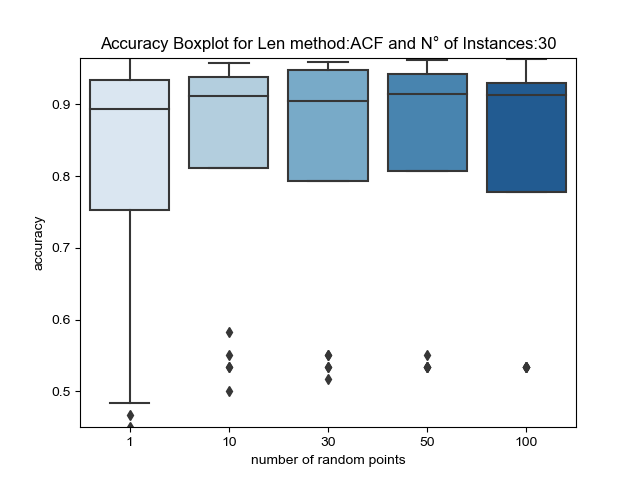 Accuracy Boxplot for Len method:ACF and N° of Instances:30
accuracy
0.9
0.8
0.7
0.6
0.5
1 10 30 50 100
number of random points